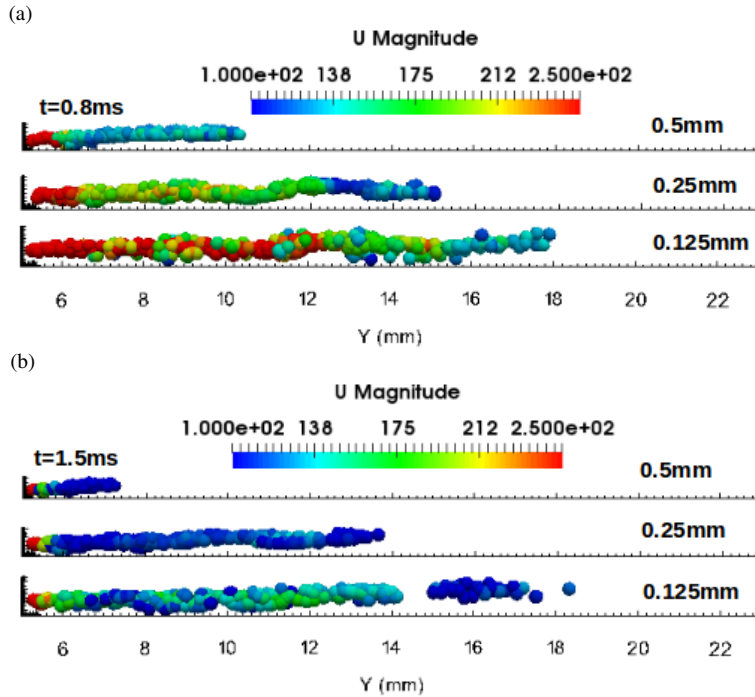 (a)
U Magnitude
1.000e+02 138 175 212 2.500e+02
t=0.8ms
0.5mm
0.25mm
0.125mm
6 8 10 12 14 16 18 20 22
Y (mm)
(b)
U Magnitude
1.000e+02 138 175 212 2.500e+02
t=1.5ms
0.5mm
0.25mm
0.125mm
6 8 10 12 14 16 18 20 22
Y (mm)